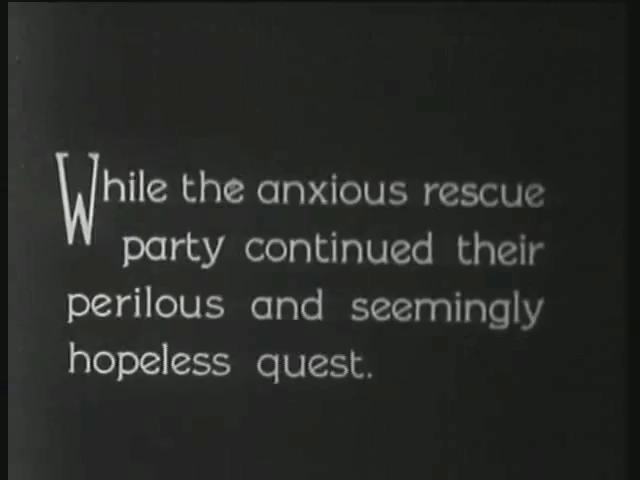 While the anxious rescue
party continued their
perilous and seemingly
hopeless quest.